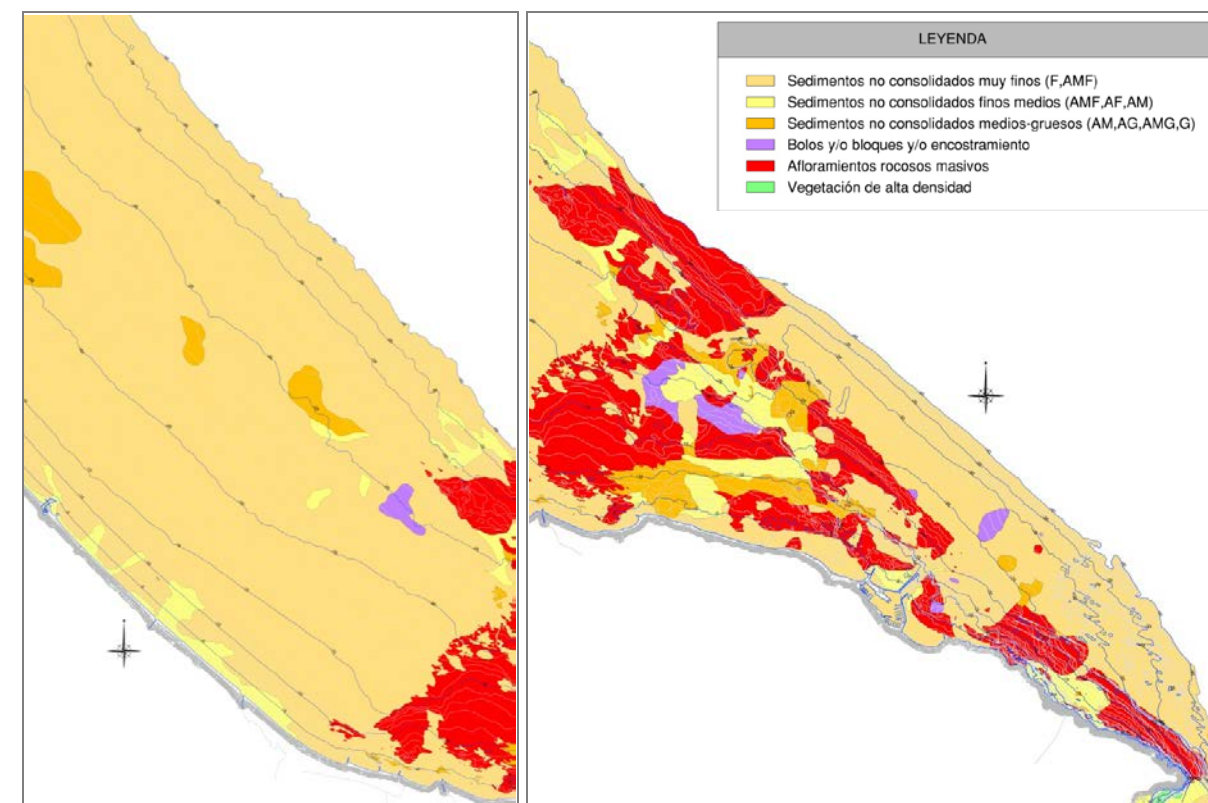 LEYENDA
Sedimentos no consolidados muy finos (F,AMF)
Sedimentos no consolidados finos medios (AMF,AF,AM)
Sedimentos no consolidados medios-gruesos (AM,AG,AMG,G)
Bolos y/o bloques y/o encostramiento
Afloramientos rocosos masivos
Vegetación de alta densidad